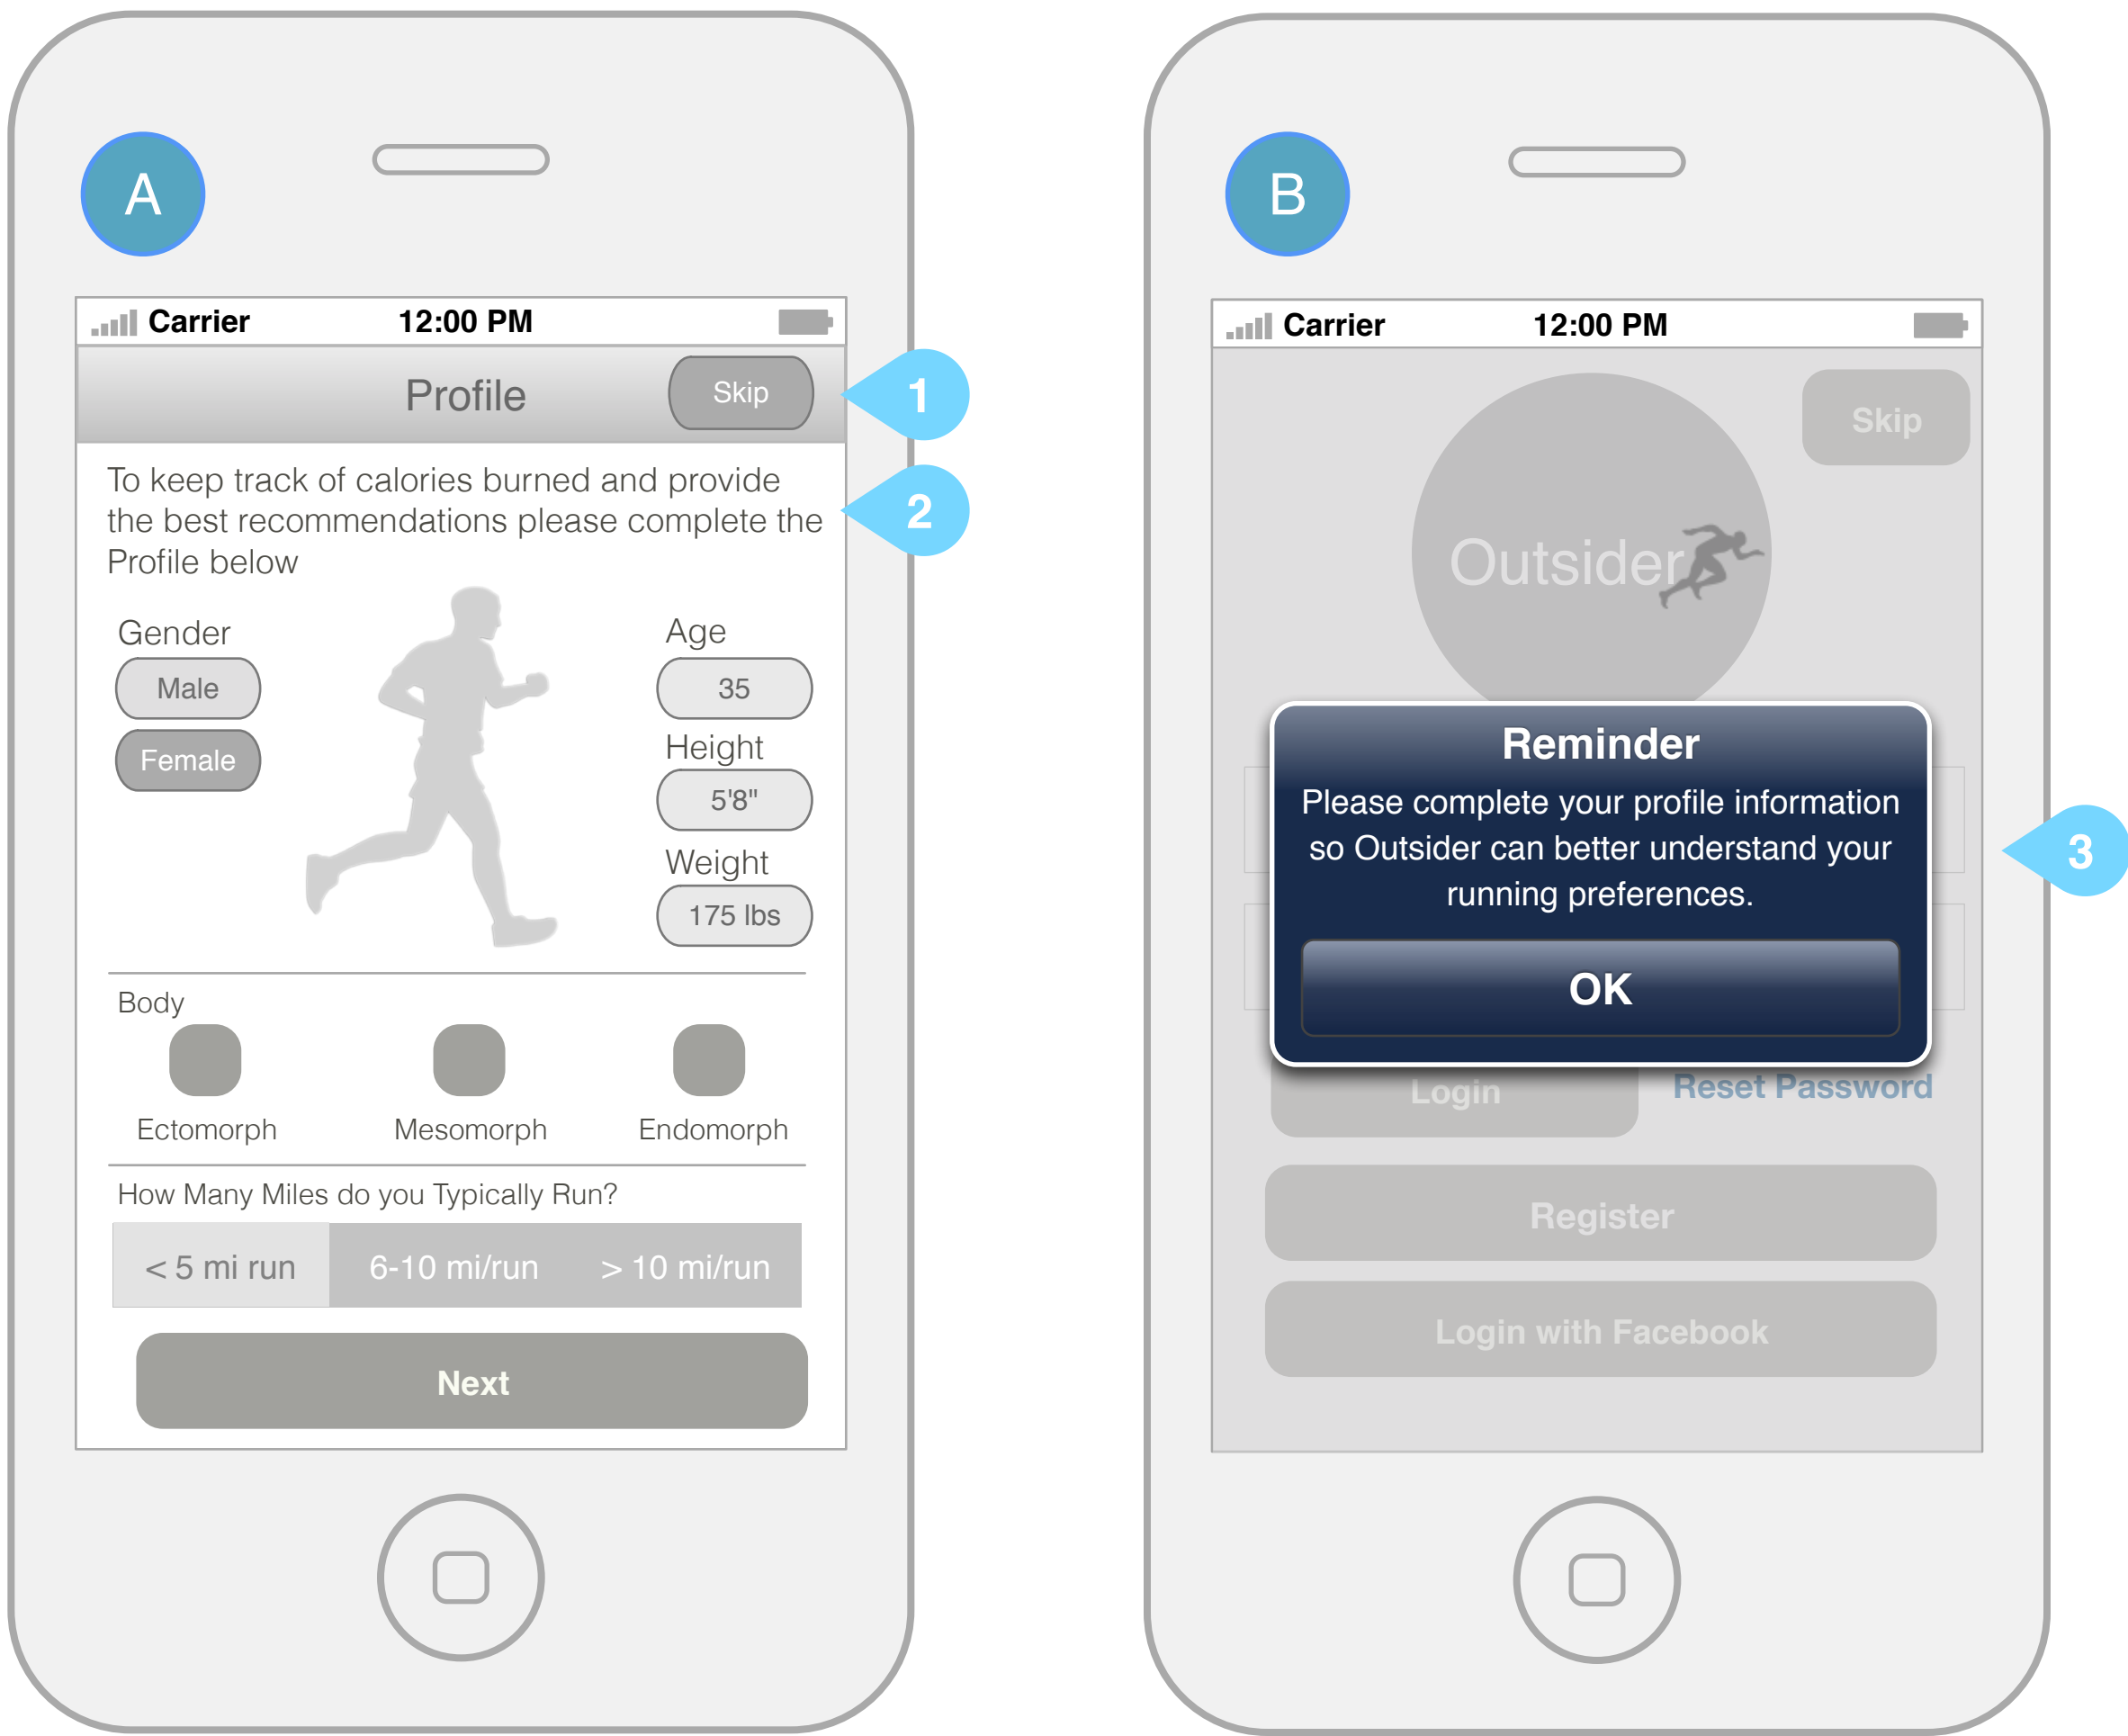 A
Carrier 12:00 PM
Profile Skip
1
To keep track of calories burned and provide
the best recommendations please complete the
Profile below
2
Gender
Male
Female
Age
35
Height
5'8"
Weight
175 lbs
Body
Ectomorph Mesomorph Endomorph
How Many Miles do you Typically Run?
< 5 mi run 6-10 mi/run > 10 mi/run
Next
B
Carrier 12:00 PM
Skip
Outsider
Reminder
Please complete your profile information
so Outsider can better understand your
running preferences.
OK
3
Login Reset Password
Register
Login with Facebook